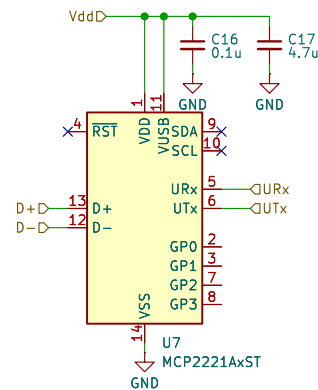 Vdd
C16
0.1u
C17
4.7u
GND
GND
1
11
VDD
VUSB
4
RST
SDA
9
SCL
10
URx
5
URx
UTx
6
UTx
D+
13
D+
D-
12
D-
GP0
2
GP1
3
GP2
7
GP3
8
VSS
14
U7
MCP2221AxST
GND